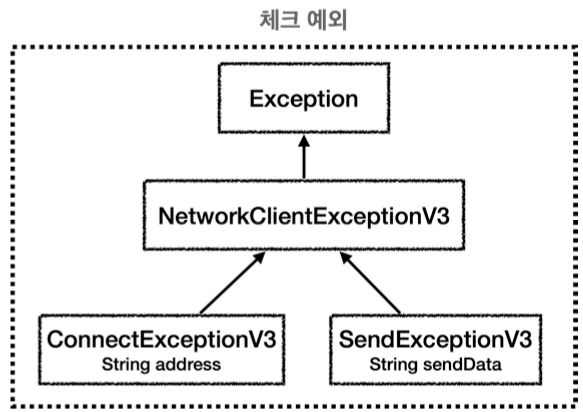 체크 예외
Exception
NetworkClientExceptionV3
ConnectExceptionV3
String address
SendExceptionV3
String sendData